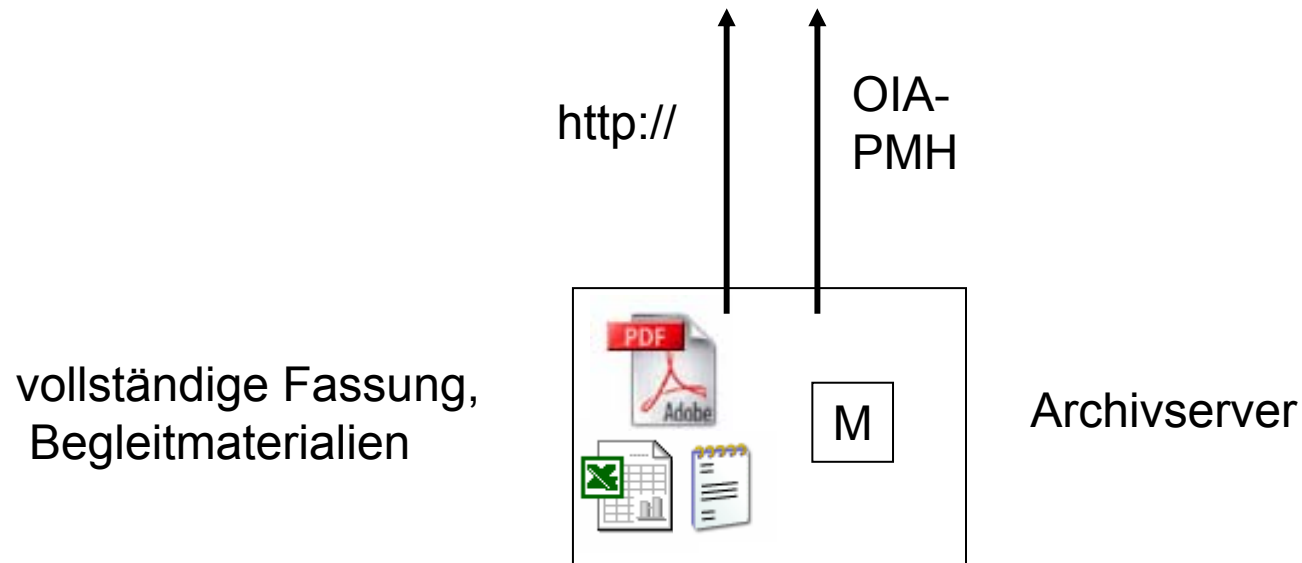 http://
OIA-
PMH
PDF
Adobe
vollständige Fassung,
Begleitmaterialien
M
Archivserver